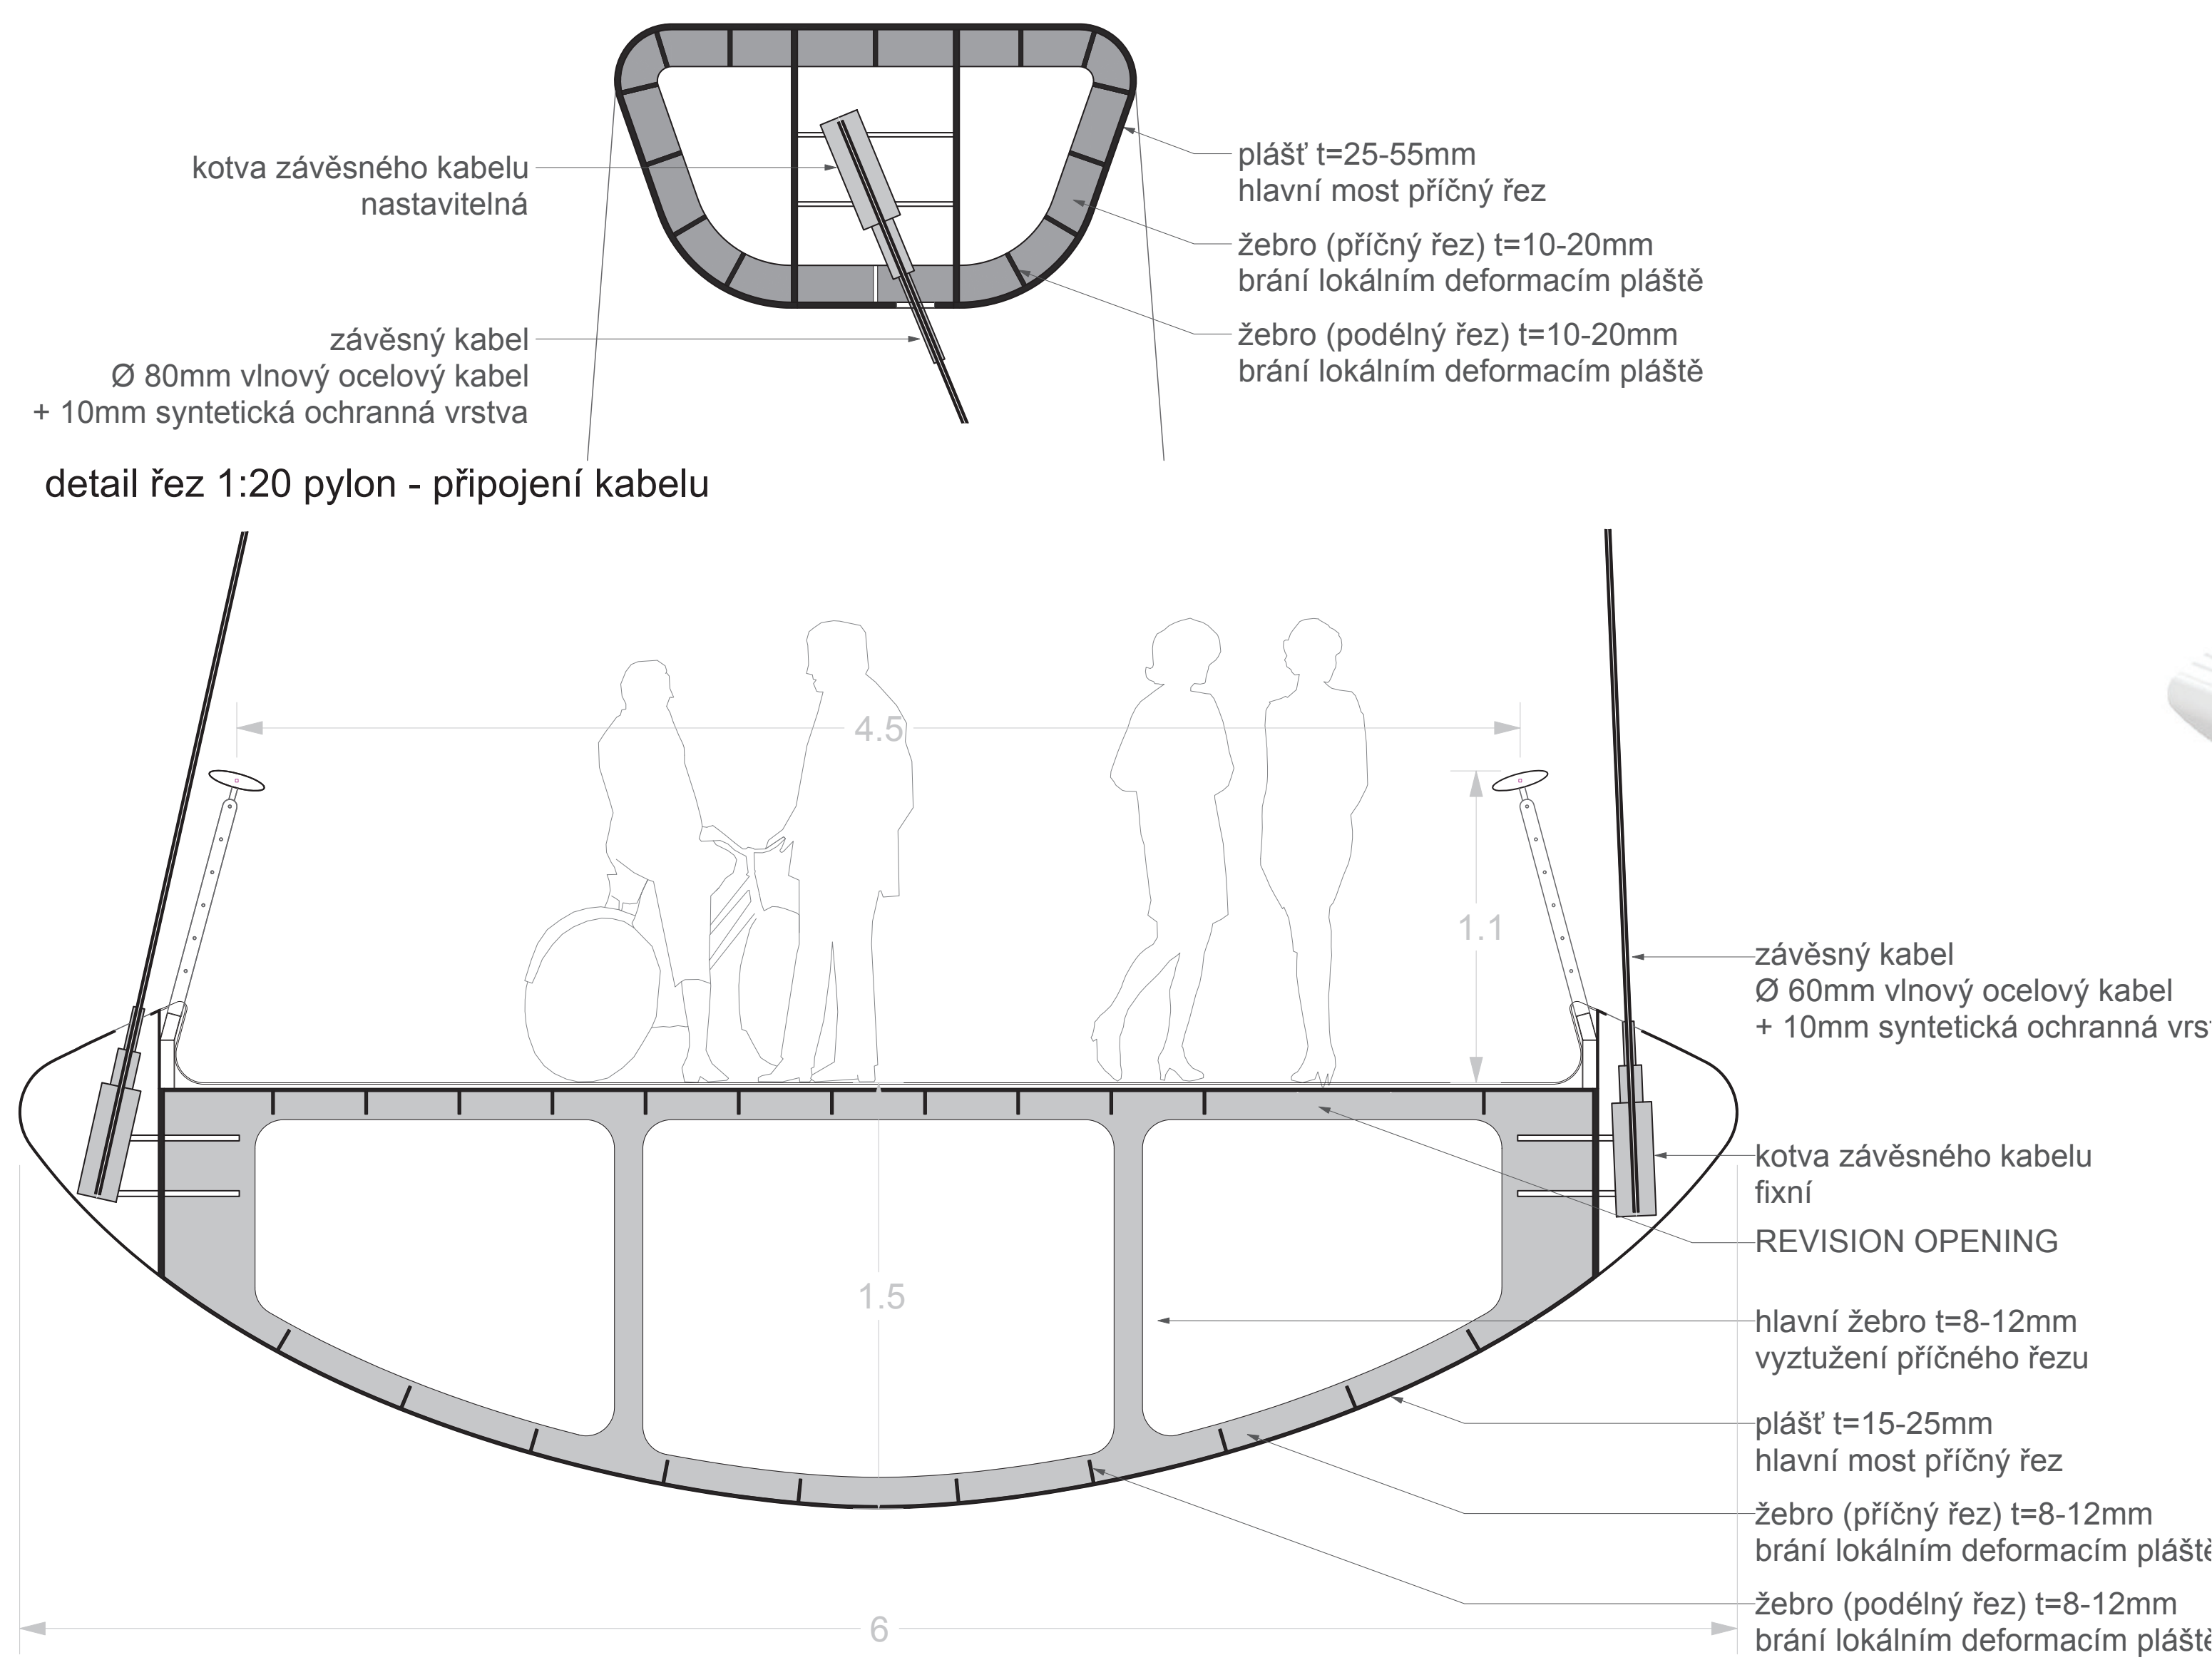 kotva závěsného kabelu
nastavitelná
závěsný kabel
Ø 80mm vlnový ocelový kabel
+ 10mm syntetická ochranná vrstva
plášť t=25-55mm
hlavní most příčný řez
žebro (příčný řez) t=10-20mm
brání lokálním deformacím pláště
žebro (podélný řez) t=10-20mm
brání lokálním deformacím pláště
detail řez 1:20 pylon - připojení kabelu
4.5
1.1
1.5
6
závěsný kabel
Ø 60mm vlnový ocelový kabel
+ 10mm syntetická ochranná
kotva závěsného kabelu
fixní
REVISION OPENING
hlavní žebro t=8-12mm
vyztužení příčného řezu
plášť t=15-25mm
hlavní most příčný řez
žebro (příčný řez) t=8-12mm
brání lokálním deformacím pláště
žebro (podélný řez) t=8-12mm
brání lokálním deformacím pláště